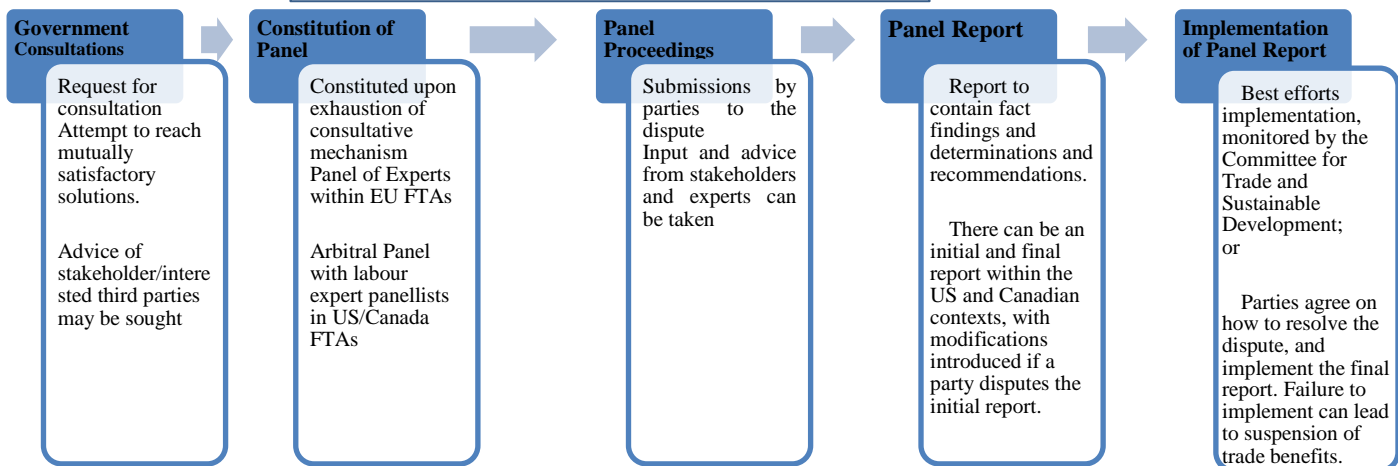 Government
Consultations
Request for
consultation
Attempt to reach
mutually
satisfactory
solutions.
Advice of
stakeholder/intere
sted third parties
may be sought
Constitution of
Panel
Constituted upon
exhaustion of
consultative
mechanism
Panel of Experts
within EU FTAs
Arbitral Panel
with labour
expert panellists
in US/Canada
FTAs
Panel
Proceedings
Submissions by
parties to the
dispute
Input and advice
from stakeholders
and experts can
be taken
Panel Report
Report to
contain fact
findings and
determinations and
recommendations.
There can be an
initial and final
report within the
US and Canadian
contexts, with
modifications
introduced if a
party disputes the
initial report.
Implementation
of Panel Report
Best efforts
implementation,
monitored by the
Committee for
Trade and
Sustainable
Development;
or
Parties agree on
how to resolve the
dispute, and
implement the final
report. Failure to
implement can lead
to suspension of
trade benefits.